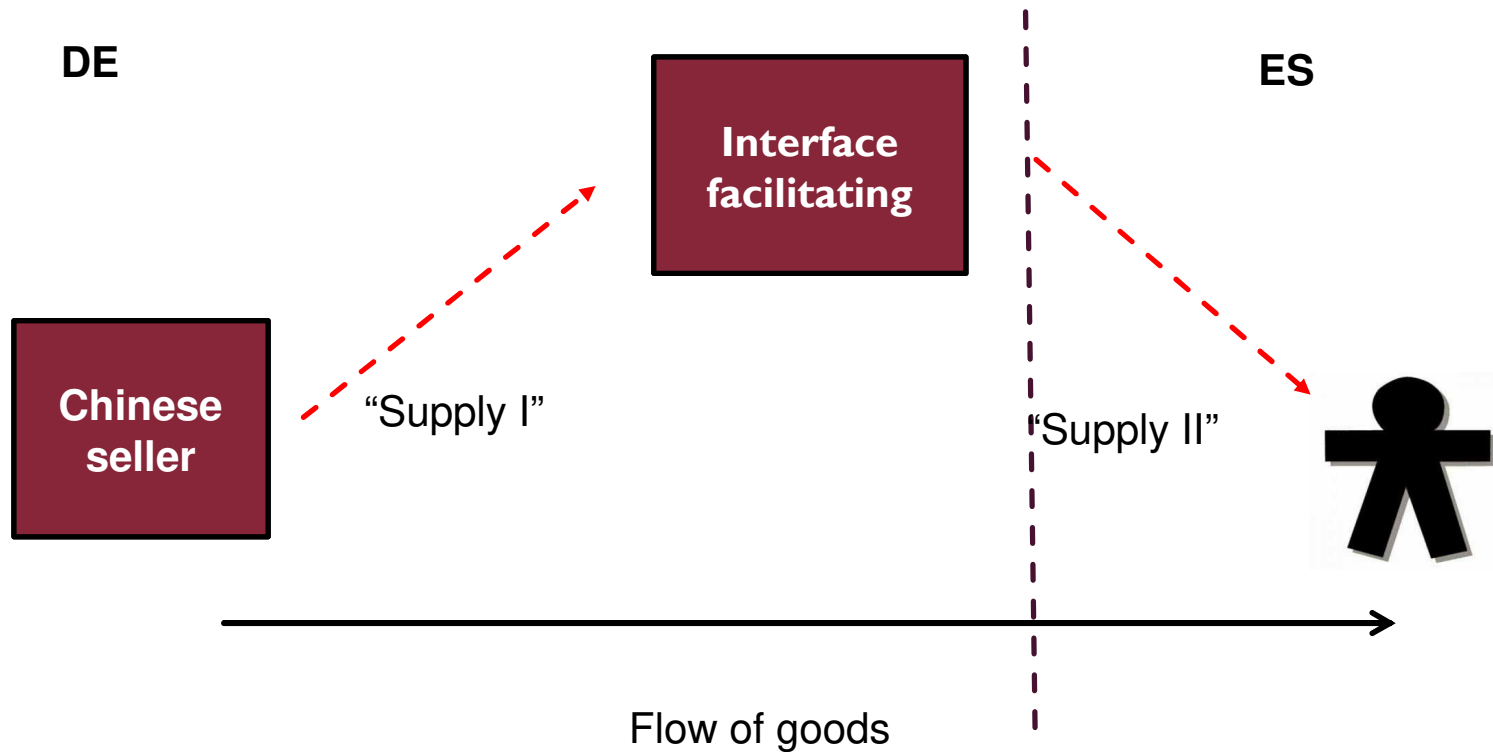 DE
ES
Interface
facilitating
Chinese
seller
“Supply I”
“Supply II”
Flow of goods